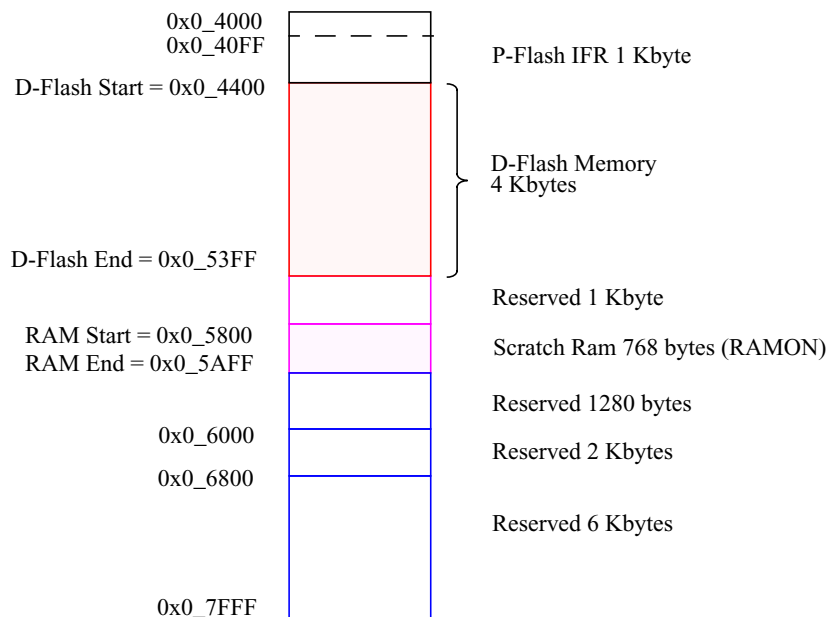 0x0_4000
0x0_40FF
P-Flash IFR 1 Kbyte
D-Flash Start = 0x0_4400
D-Flash Memory
4 Kbytes
D-Flash End = 0x0_53FF
Reserved 1 Kbyte
RAM Start = 0x0_5800
Scratch Ram 768 bytes (RAMON)
RAM End = 0x0_5AFF
Reserved 1280 bytes
0x0_6000
Reserved 2 Kbytes
0x0_6800
Reserved 6 Kbytes
0x0_7FFF